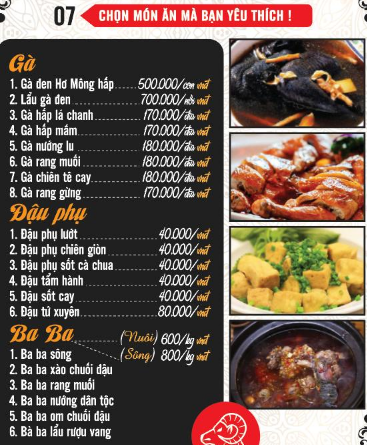 07 CHỌN MÓN ĂN MÀ BẠN YÊU THÍCH !
Gà
1. Gà đen Hơ Mông hấp 500.000/con vnđ
2. Lẩu gà đen 700.000/nồi vnđ
3. Gà hấp lá chanh 170.000/đĩa vnđ
4. Gà hấp mắm 170.000/đĩa vnđ
5. Gà nướng lu 180.000/đĩa vnđ
6. Gà rang muối 180.000/đĩa vnđ
7. Gà chiên tê cay 180.000/đĩa vnđ
8. Gà rang gừng 170.000/đĩa vnđ
Đậu phụ
1. Đậu phụ lướt 40.000/vnđ
2. Đậu phụ chiên giòn 40.000/vnđ
3. Đậu phụ sốt cà chua 40.000/vnđ
4. Đậu tẩm hành 40.000/vnđ
5. Đậu sốt cay 40.000/vnđ
6. Đậu tứ xuyên 80.000/vnđ
Ba Ba (Nuôi) 600/kg vnđ
1. Ba ba sông (Sông) 800/kg vnđ
2. Ba ba xào chuối đậu
3. Ba ba rang muối
4. Ba ba nướng dân tộc
5. Ba ba om chuối đậu
6. Bà ba lẩu rượu vang